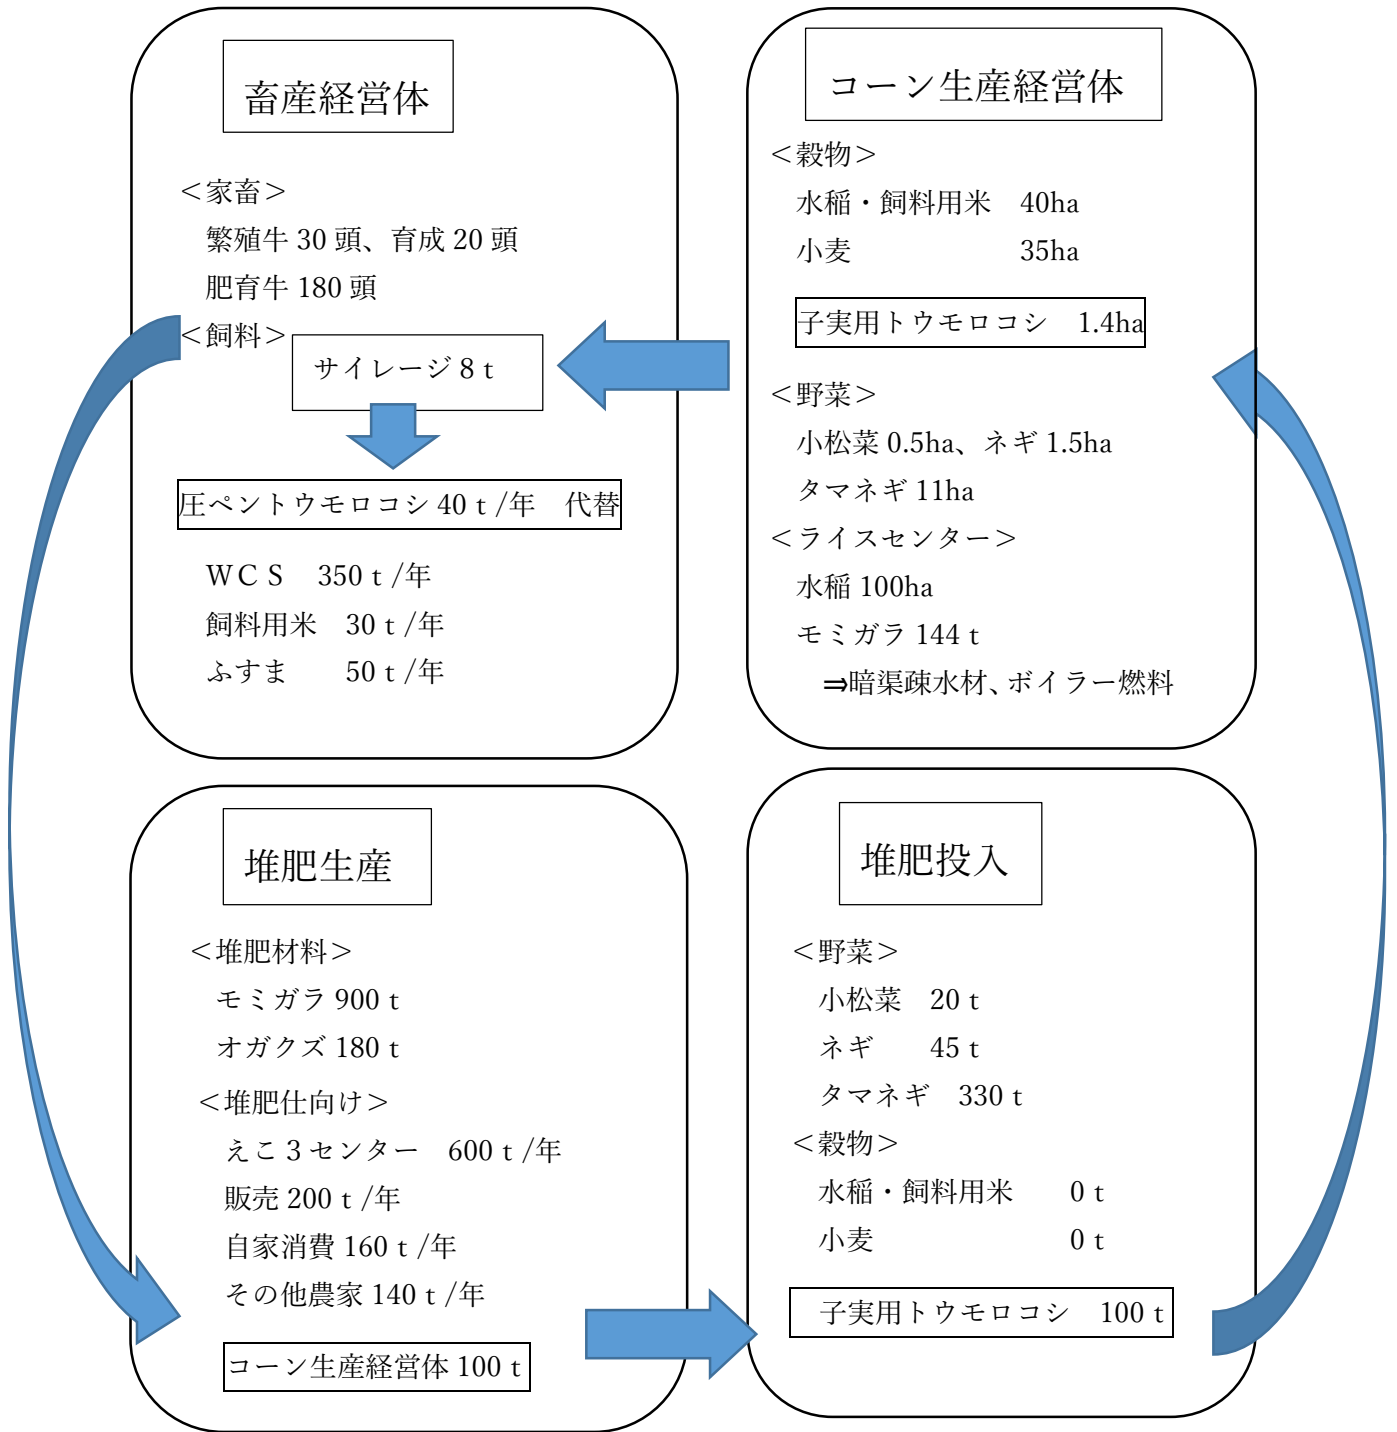 畜産経営体
＜家畜＞
繁殖牛 30 頭、育成 20 頭
肥育牛 180 頭
＜飼料＞
サイレージ 8 t
圧ペントウモロコシ 40 t /年　代替
ＷＣＳ　350 t /年
飼料用米　30 t /年
ふすま　　50 t /年
コーン生産経営体
＜穀物＞
水稲・飼料用米　40ha
小麦　　　　　　35ha
子実用トウモロコシ　1.4ha
＜野菜＞
小松菜 0.5ha、ネギ 1.5ha
タマネギ 11ha
＜ライスセンター＞
水稲 100ha
モミガラ 144 t
⇒暗渠疎水材、ボイラー燃料
堆肥生産
＜堆肥材料＞
モミガラ 900 t
オガクズ 180 t
＜堆肥仕向け＞
えこ３センター　600 t /年
販売 200 t /年
自家消費 160 t /年
その他農家 140 t /年
コーン生産経営体 100 t
堆肥投入
＜野菜＞
小松菜　20 t
ネギ　　45 t
タマネギ　330 t
＜穀物＞
水稲・飼料用米　　0 t
小麦　　　　　　　0 t
子実用トウモロコシ　100 t